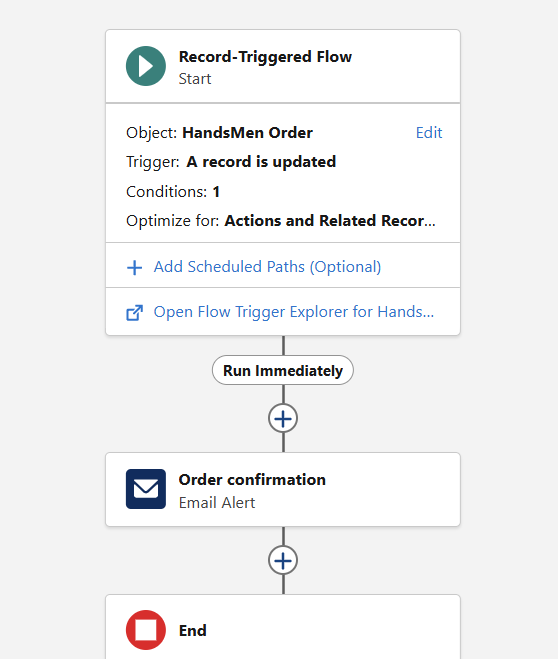 Record-Triggered Flow
Start
Object: HandsMen Order Edit
Trigger: A record is updated
Conditions: 1
Optimize for: Actions and Related Recor...
Add Scheduled Paths (Optional)
Open Flow Trigger Explorer for Hands...
Run Immediately
Order confirmation
Email Alert
End